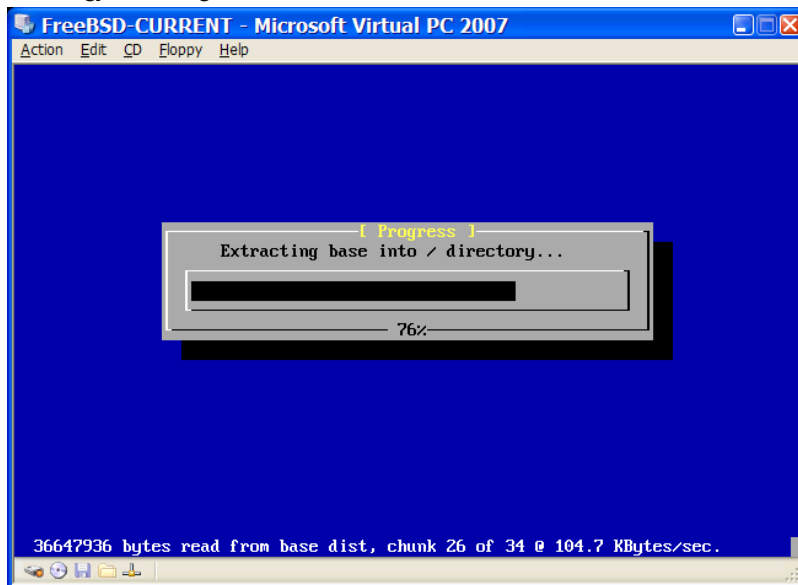 FreeBSD-CURRENT - Microsoft Virtual PC 2007
Action Edit CD Floppy Help
[ Progress ]
Extracting base into / directory...
76%
36647936 bytes read from base dist, chunk 26 of 34 @ 104.7 KBytes/sec.